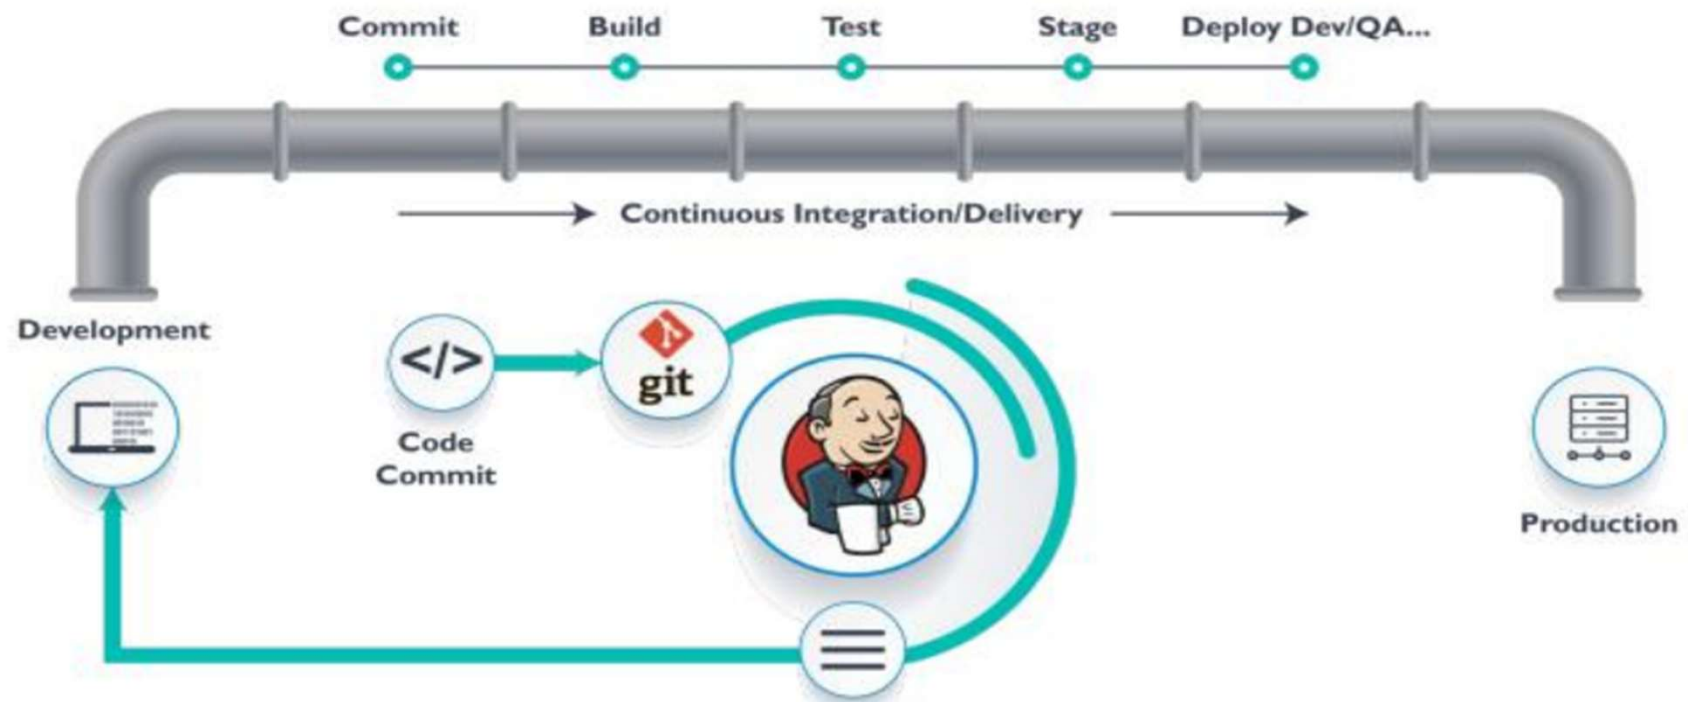 Commit Build Test Stage Deploy Dev/QA...
Continuous Integration/Delivery
Development
</>
git
Code
Commit
Production